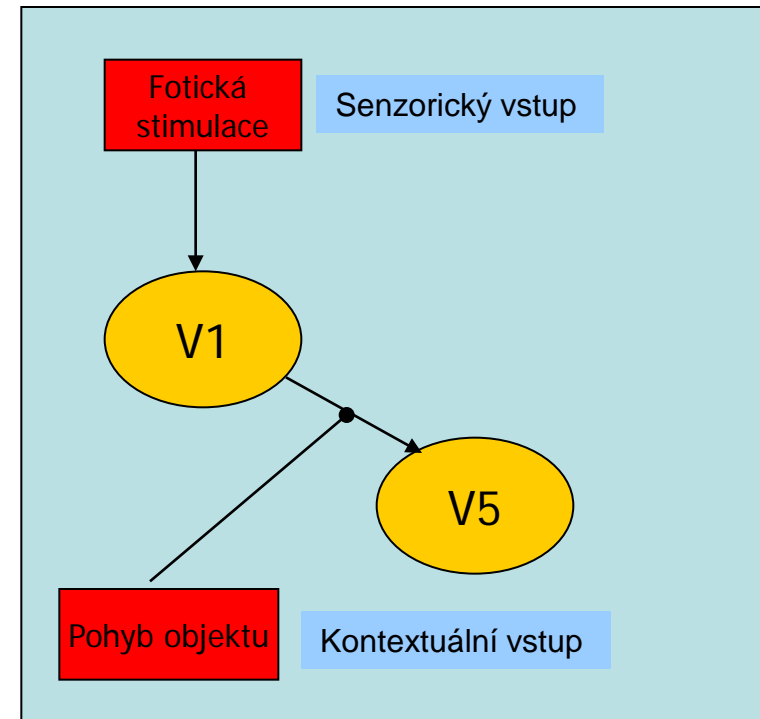 Fotická
stimulace
Senzorický vstup
V1
V5
Pohyb objektu
Kontextuální vstup